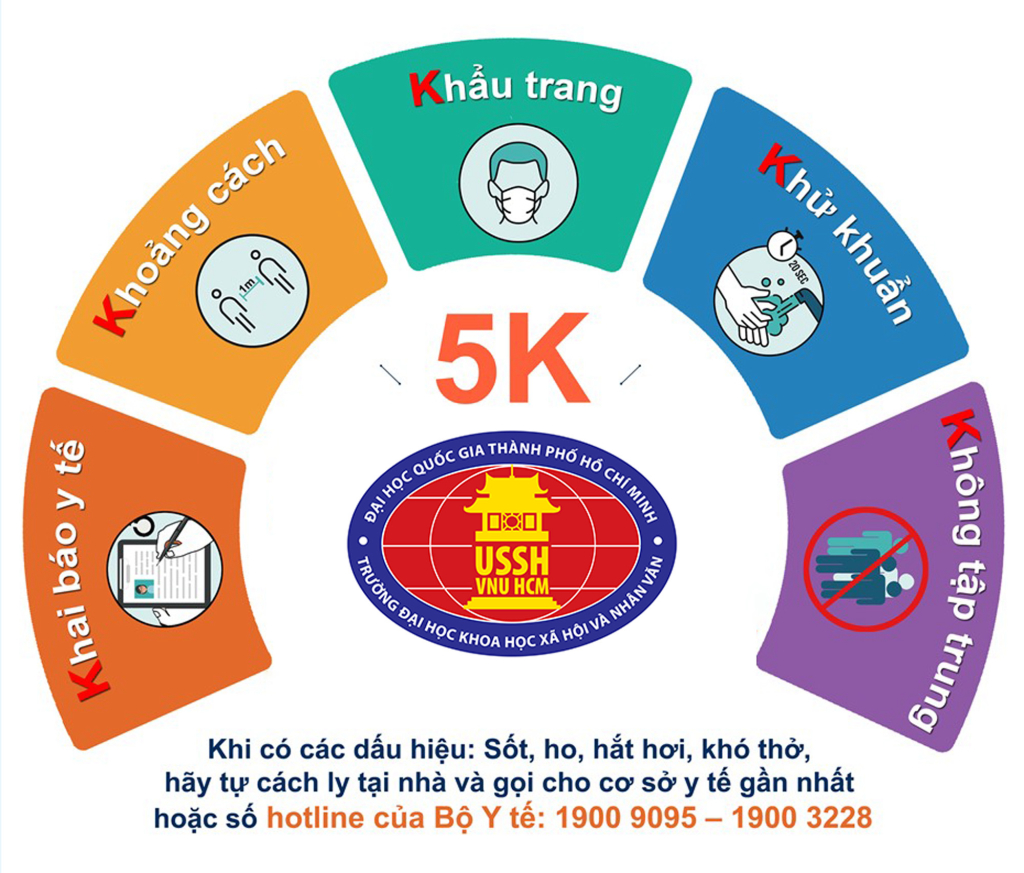 Khai báo y tế
Khoảng cách
1m
Khẩu trang
Khử khuẩn
20 SEC
Không tập trung
5K
ĐẠI HỌC QUỐC GIA THÀNH PHỐ HỒ CHÍ MINH
USSH
VNU HCM
TRƯỜNG ĐẠI HỌC KHOA HỌC XÃ HỘI VÀ NHÂN VĂN
Khi có các dấu hiệu: Sốt, ho, hắt hơi, khó thở,
hãy tự cách ly tại nhà và gọi cho cơ sở y tế gần nhất
hoặc số hotline của Bộ Y tế: 1900 9095 – 1900 3228